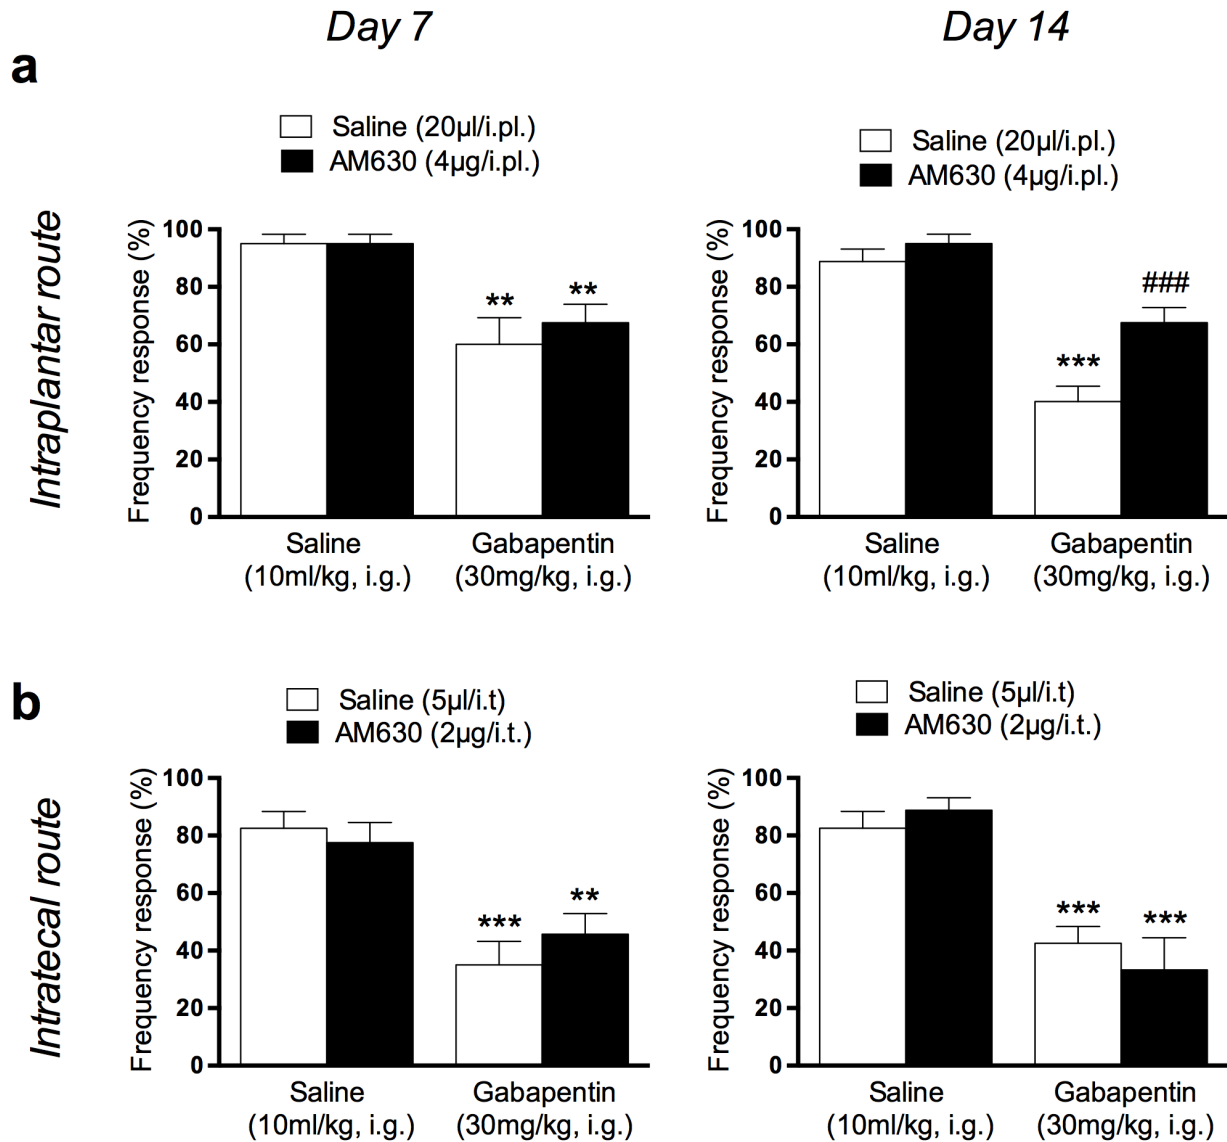 Day 7
Day 14
a
Intraplantar route
Saline (20µl/i.pl.)
AM630 (4µg/i.pl.)
Frequency response (%)
100
80
60
40
20
0
**
**
Saline
(10ml/kg, i.g.)
Gabapentin
(30mg/kg, i.g.)
Saline (20µl/i.pl.)
AM630 (4µg/i.pl.)
Frequency response (%)
100
80
60
40
20
0
***
###
Saline
(10ml/kg, i.g.)
Gabapentin
(30mg/kg, i.g.)
b
Intratecal route
Saline (5µl/i.t)
AM630 (2µg/i.t.)
Frequency response (%)
100
80
60
40
20
0
***
**
Saline
(10ml/kg, i.g.)
Gabapentin
(30mg/kg, i.g.)
Saline (5µl/i.t)
AM630 (2µg/i.t.)
Frequency response (%)
100
80
60
40
20
0
***
***
Saline
(10ml/kg, i.g.)
Gabapentin
(30mg/kg, i.g.)